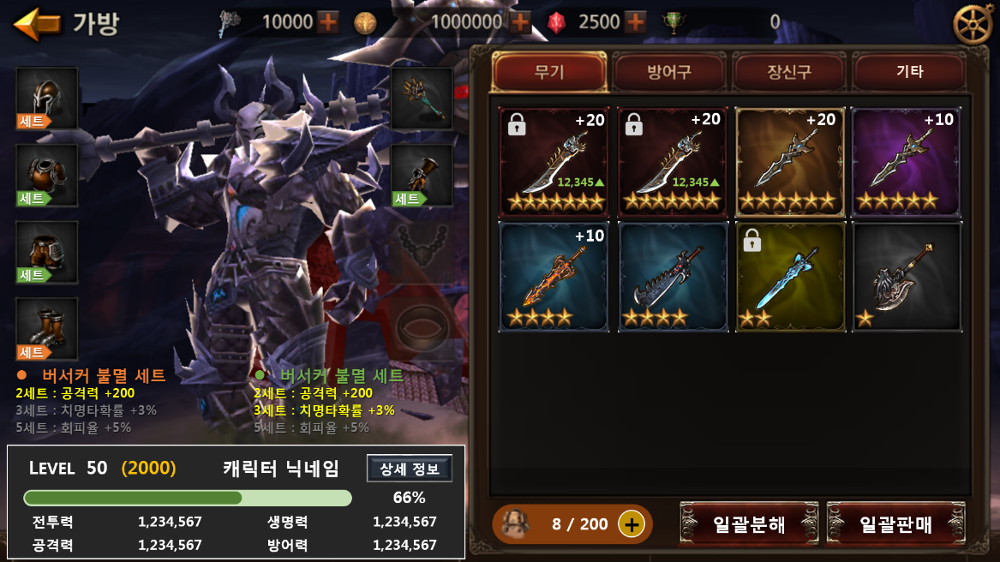 가방
10000
1000000
2500
0
무기
방어구
장신구
기타
세트
세트
세트
세트
세트
+20
+20
+20
+10
12,345
12,345
+10
버서커 불멸 세트
2세트 : 공격력 +200
3세트 : 치명타확률 +3%
5세트 : 회피율 +5%
버서커 불멸 세트
2세트 : 공격력 +200
3세트 : 치명타확률 +3%
5세트 : 회피율 +5%
LEVEL 50 (2000) 캐릭터 닉네임 상세 정보
66%
전투력 1,234,567 생명력 1,234,567
공격력 1,234,567 방어력 1,234,567
8 / 200
일괄분해
일괄판매